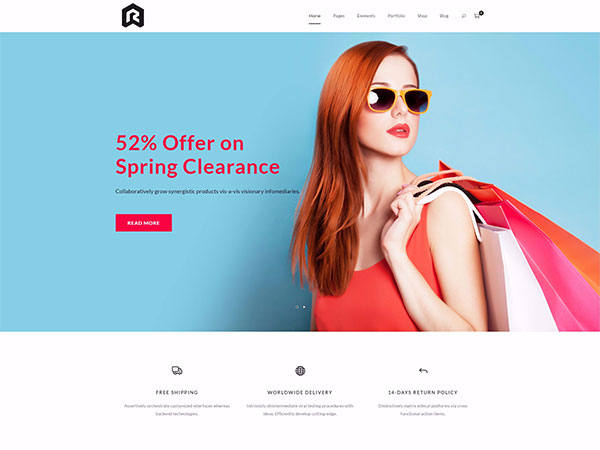 Home Pages Elements Portfolio Shop Blog
52% Offer on
Spring Clearance
Collaboratively grow synergistic products vis-a-vis visionary infomediaries.
READ MORE
FREE SHIPPING WORLDWIDE DELIVERY 14-DAYS RETURN POLICY
Assertively orchestrate customized interfaces whereas Intrinsicly disintermediate viral testing procedures with Distinctively matrix ethical platforms via cross
backend technologies. ideas. Efficiently develop cutting-edge. functional action items.